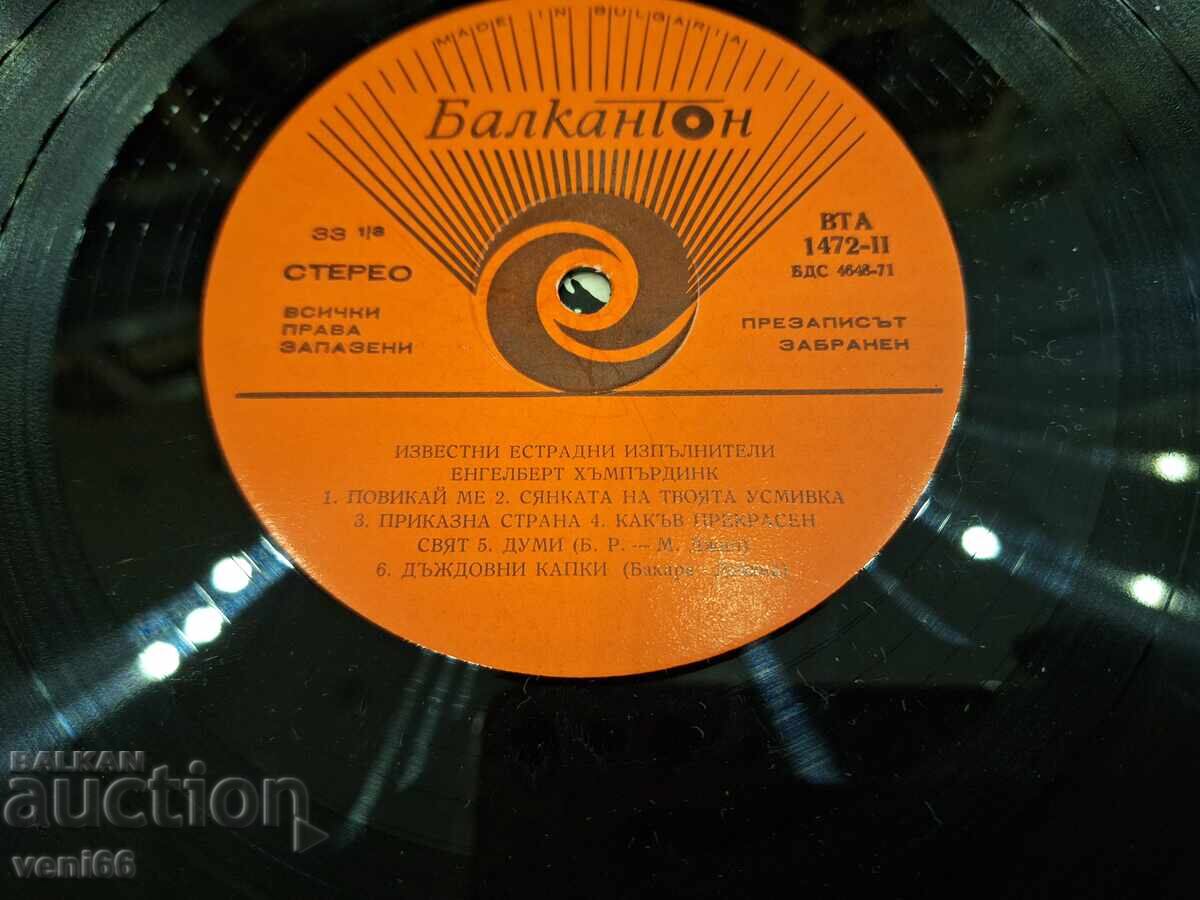 MADE IN BULGARIA
Балкантон
33 1/3
СТЕРЕО
ВСИЧКИ
ПРАВА
ЗАПАЗЕНИ
ВТА
1472-II
БДС 4648-71
ПРЕЗАПИСЪТ
ЗАБРАНЕН
ИЗВЕСТНИ ЕСТРАДНИ ИЗПЪЛНИТЕЛИ
ЕНГЕЛБЕРТ ХЪМПЪРДИНК
1. ПОВИКАЙ МЕ 2. СЯНКАТА НА ТВОЯТА УСМИВКА
3. ПРИКАЗНА СТРАНА 4. КАКЪВ ПРЕКРАСЕН
СВЯТ 5. ДУМИ (Б. Р. — М. Джиб)
6. ДЪЖДОВНИ КАПКИ (Бакара
BALKAN
auction
veni66